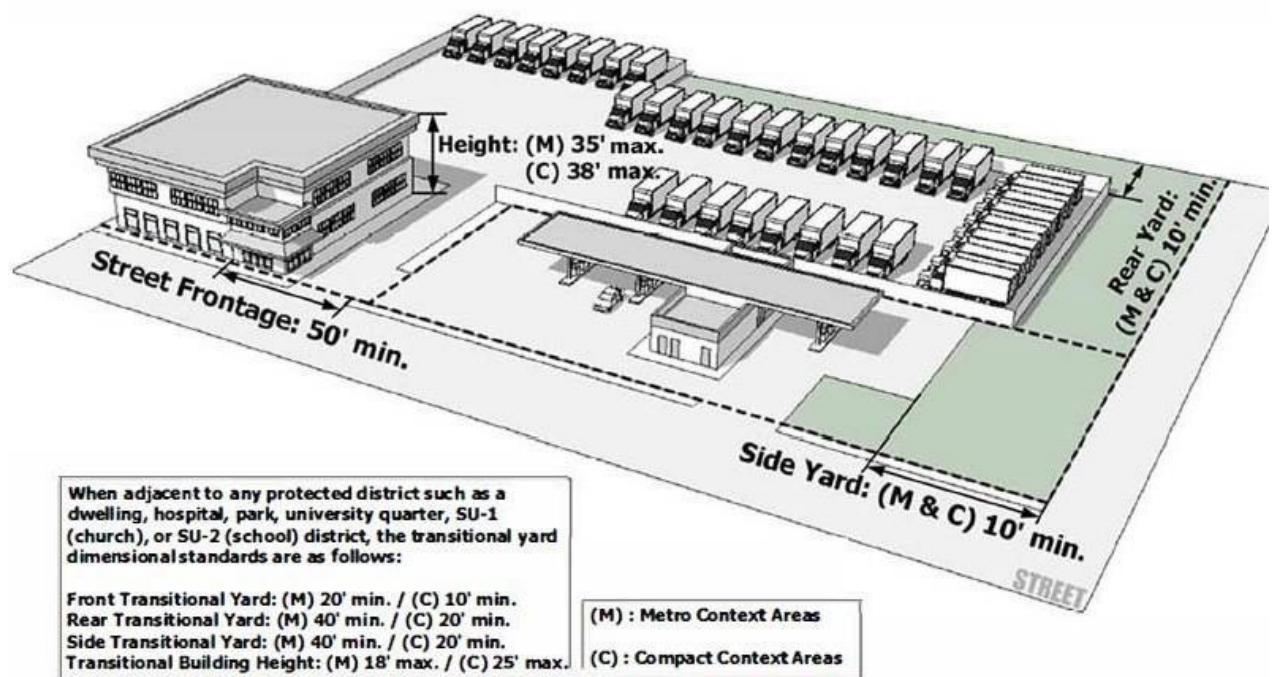 Height: (M) 35' max.
(C) 38' max.
Street Frontage: 50' min.
Rear Yard:
(M & C) 10' min.
Side Yard: (M & C) 10' min.
STREET
When adjacent to any protected district such as a
dwelling, hospital, park, university quarter, SU-1
(church), or SU-2 (school) district, the transitional yard
dimensional standards are as follows:
Front Transitional Yard: (M) 20' min. / (C) 10' min.
Rear Transitional Yard: (M) 40' min. / (C) 20' min.
Side Transitional Yard: (M) 40' min. / (C) 20' min.
Transitional Building Height: (M) 18' max. / (C) 25' max.
(M) : Metro Context Areas
(C) : Compact Context Areas